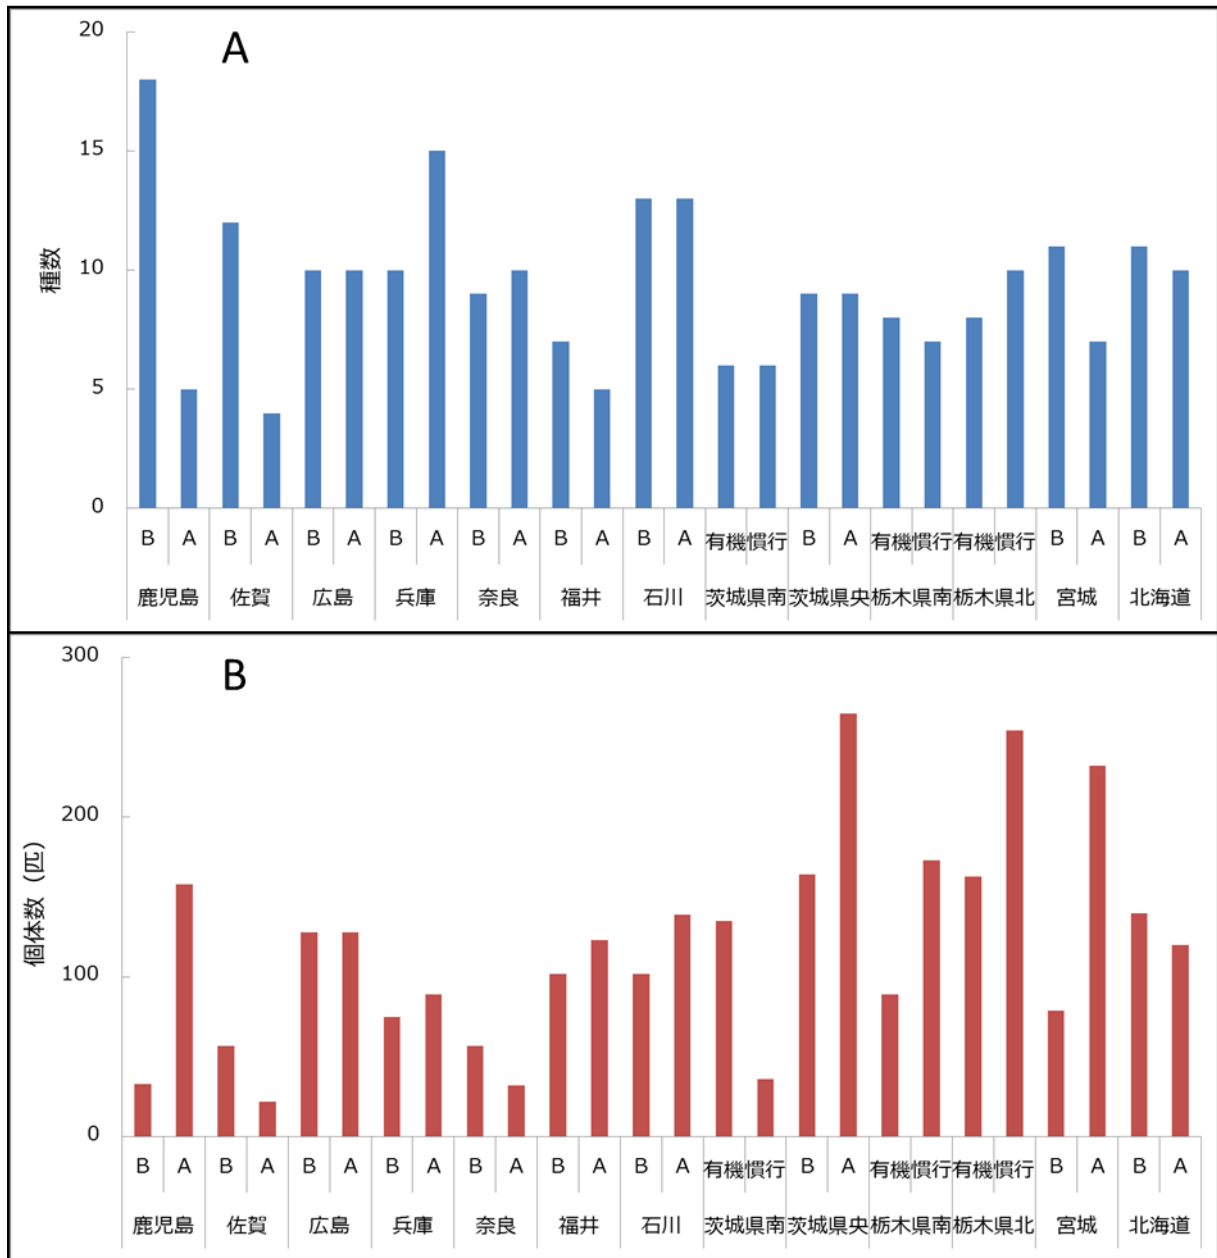 A
20
15
10
5
0
種数
B A B A B A B A B A B A B A 有機 慣行 B A 有機 慣行 有機 慣行 B A B A
鹿児島 佐賀 広島 兵庫 奈良 福井 石川 茨城県南 茨城県央 栃木県南 栃木県北 宮城 北海道
B
300
200
100
0
個体数（匹）
B A B A B A B A B A B A B A 有機 慣行 B A 有機 慣行 有機 慣行 B A B A
鹿児島 佐賀 広島 兵庫 奈良 福井 石川 茨城県南 茨城県央 栃木県南 栃木県北 宮城 北海道